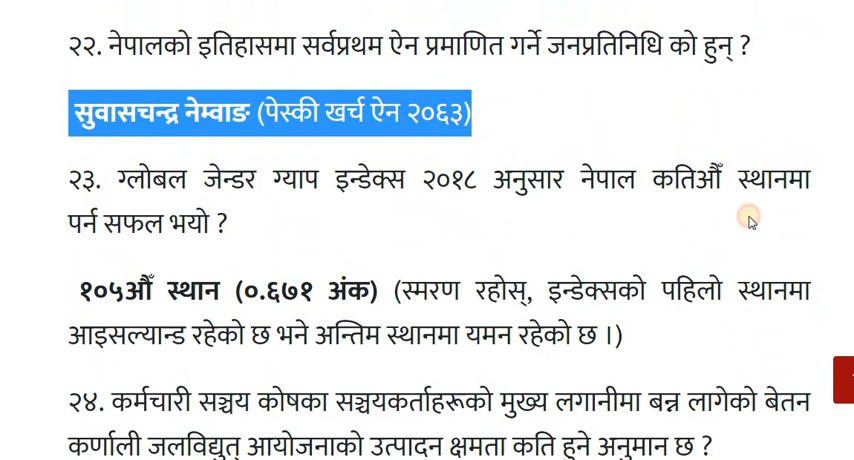 २२. नेपालको इतिहासमा सर्वप्रथम ऐन प्रमाणित गर्ने जनप्रतिनिधि को हुन् ?
सुवासचन्द्र नेम्वाङ (पेस्की खर्च ऐन २०६३)
२३. ग्लोबल जेन्डर ग्याप इन्डेक्स २०१८ अनुसार नेपाल कतिऔँ स्थानमा
पर्न सफल भयो ?
१०५औँ स्थान (०.६७१ अंक) (स्मरण रहोस्, इन्डेक्सको पहिलो स्थानमा
आइसल्यान्ड रहेको छ भने अन्तिम स्थानमा यमन रहेको छ ।)
२४. कर्मचारी सञ्चय कोषका सञ्चयकर्ताहरूको मुख्य लगानीमा बन्न लागेको बेतन
कर्णाली जलविद्युत् आयोजनाको उत्पादन क्षमता कति हुने अनुमान छ ?